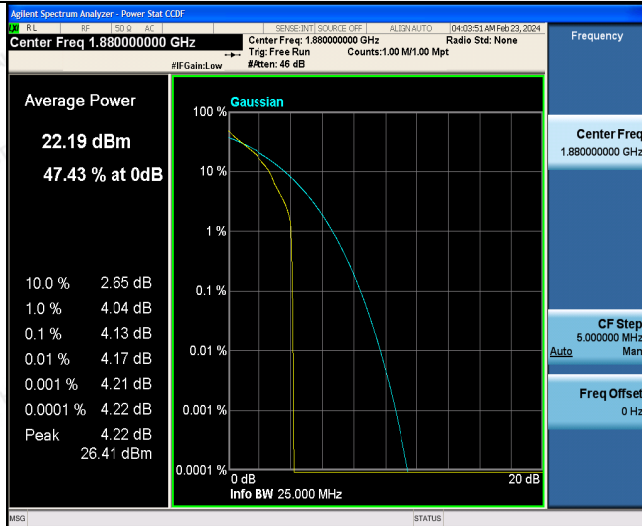 Agilent Spectrum Analyzer - Power Stat CCDF
RL RF 50 Ω AC SENSE:INT SOURCE OFF ALIGN AUTO 04:03:51 AM Feb 23, 2024
Center Freq 1.880000000 GHz
Center Freq: 1.880000000 GHz Radio Std: None
Trig: Free Run Counts:1.00 M/1.00 Mpt
#IFGain:Low #Atten: 46 dB
Frequency
Average Power
22.19 dBm
47.43 % at 0dB
10.0 % 2.85 dB
1.0 % 4.04 dB
0.1 % 4.13 dB
0.01 % 4.17 dB
0.001 % 4.21 dB
0.0001 % 4.22 dB
Peak 4.22 dB
26.41 dBm
Gaussian
100 %
10 %
1 %
0.1 %
0.01 %
0.001 %
0.0001 %
0 dB 20 dB
Info BW 25.000 MHz
Center Freq
1.880000000 GHz
CF Step
5.000000 MHz
Auto Man
Freq Offset
0 Hz
MSG STATUS